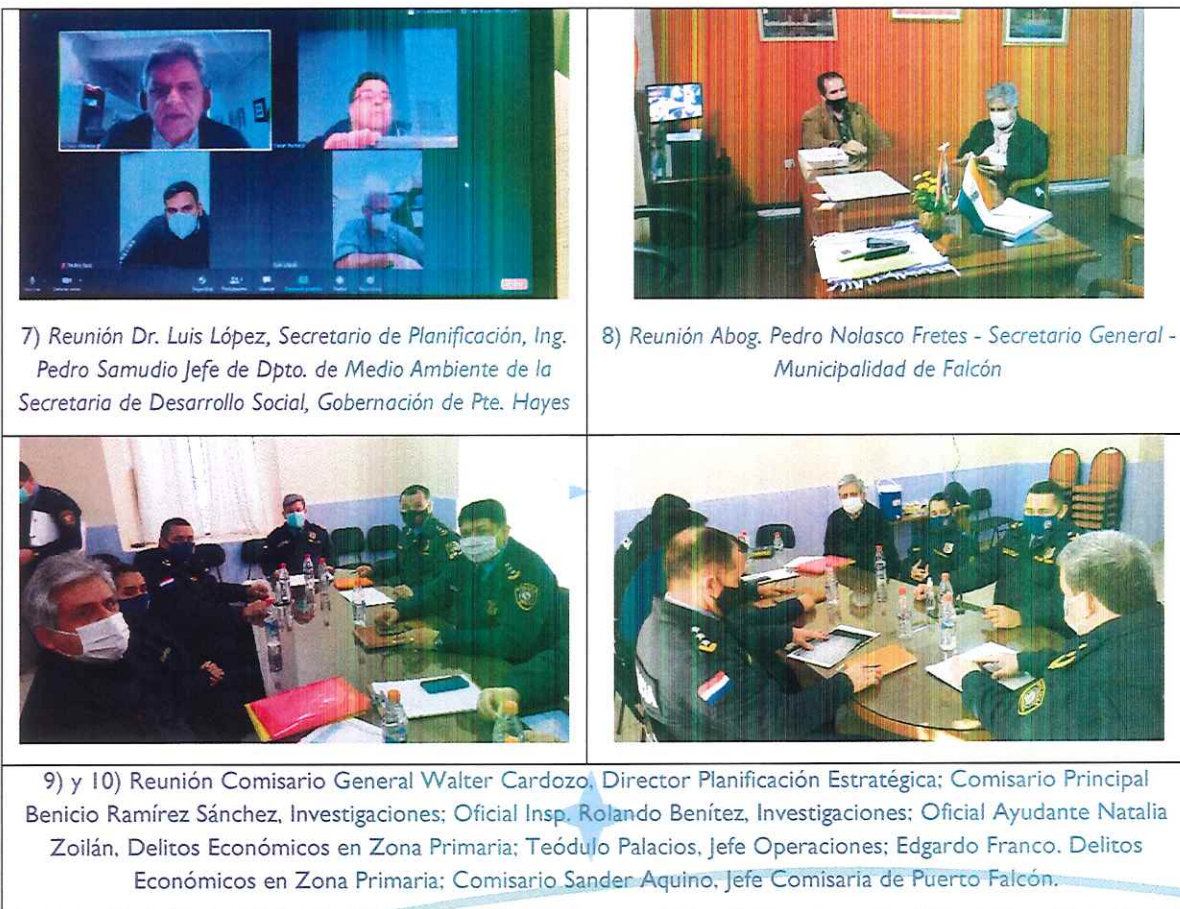 7) Reunión Dr. Luis López, Secretario de Planificación, Ing.
Pedro Samudio Jefe de Dpto. de Medio Ambiente de la
Secretaria de Desarrollo Social, Gobernación de Pte. Hayes
8) Reunión Abog. Pedro Nolasco Fretes - Secretario General -
Municipalidad de Falcón
9) y 10) Reunión Comisario General Walter Cardozo, Director Planificación Estratégica; Comisario Principal
Benicio Ramírez Sánchez, Investigaciones; Oficial Insp. Rolando Benítez, Investigaciones; Oficial Ayudante Natalia
Zoilán, Delitos Económicos en Zona Primaria; Teódulo Palacios, Jefe Operaciones; Edgardo Franco. Delitos
Económicos en Zona Primaria; Comisario Sander Aquino, Jefe Comisaria de Puerto Falcón.